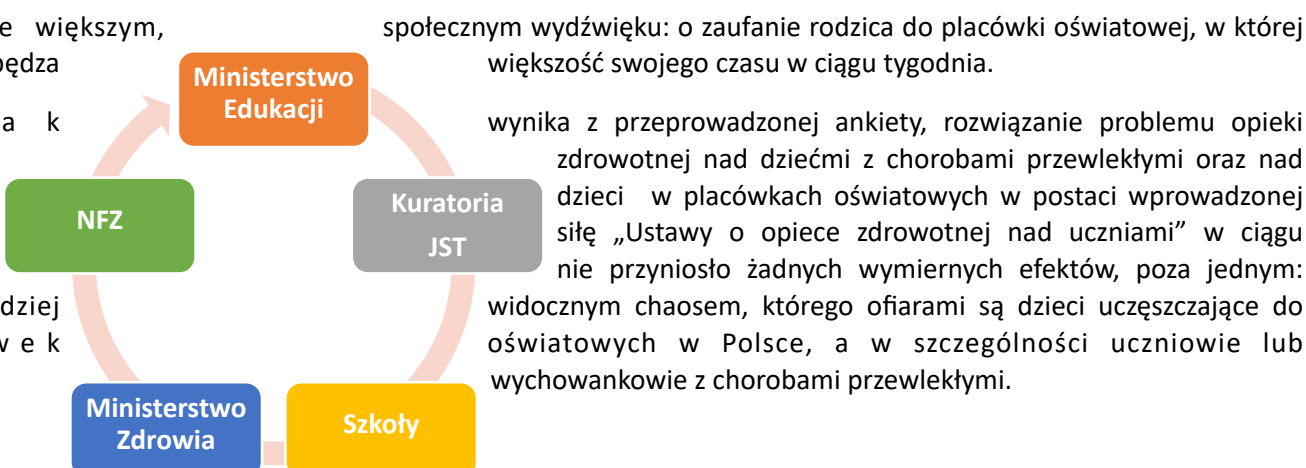 e większym, społecznym wydźwięku: o zaufanie rodzica do placówki oświatowej, w której
pędza większość swojego czasu w ciągu tygodnia.
Ministerstwo
Edukacji
a k wynika z przeprowadzonej ankiety, rozwiązanie problemu opieki
zdrowotnej nad dziećmi z chorobami przewlekłymi oraz nad
NFZ
Kuratoria
JST
dzieci w placówkach oświatowych w postaci wprowadzonej
siłę „Ustawy o opiece zdrowotnej nad uczniami” w ciągu
nie przyniosło żadnych wymiernych efektów, poza jednym:
dziej widocznym chaosem, którego ofiarami są dzieci uczęszczające do
w e k oświatowych w Polsce, a w szczególności uczniowie lub
wychowankowie z chorobami przewlekłymi.
Ministerstwo
Zdrowia
Szkoły